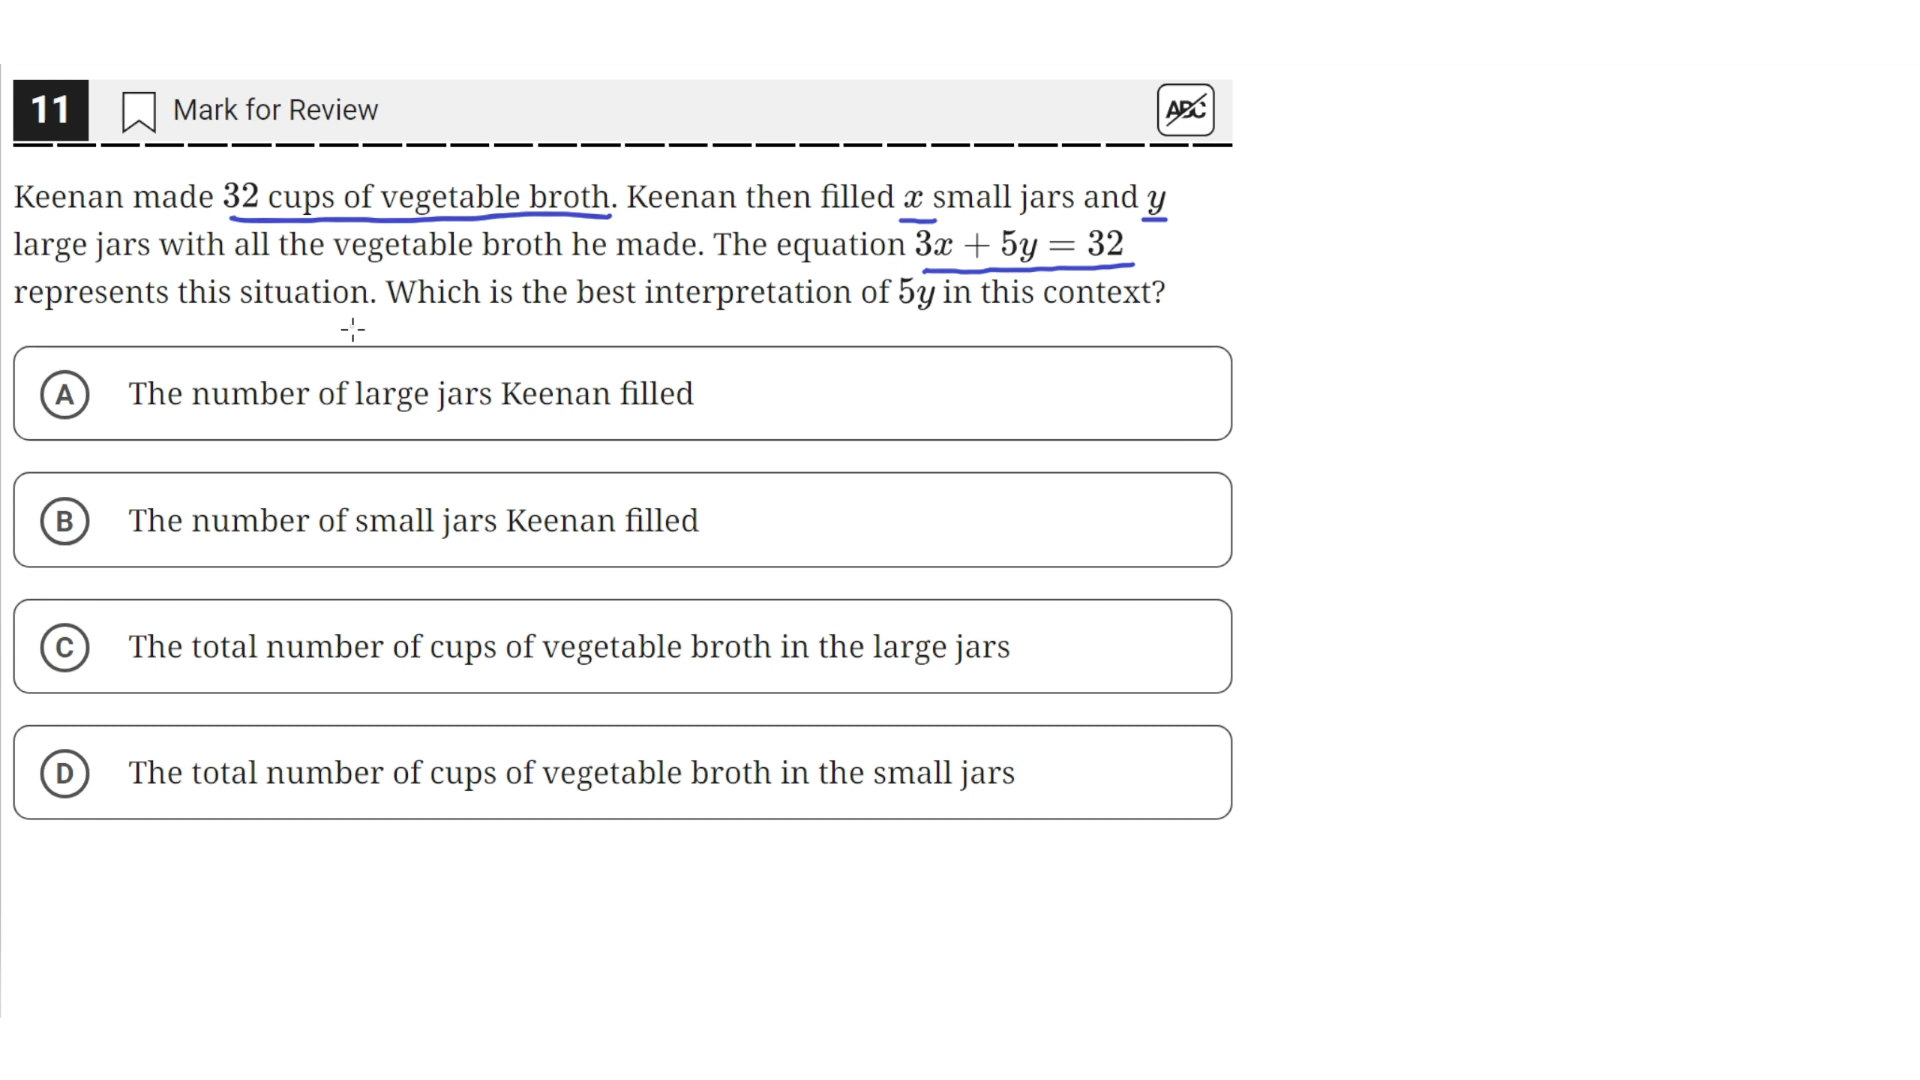 11 Mark for Review ABC
Keenan made 32 cups of vegetable broth. Keenan then filled x small jars and y
large jars with all the vegetable broth he made. The equation 3x + 5y = 32
represents this situation. Which is the best interpretation of 5y in this context?
A The number of large jars Keenan filled
B The number of small jars Keenan filled
C The total number of cups of vegetable broth in the large jars
D The total number of cups of vegetable broth in the small jars